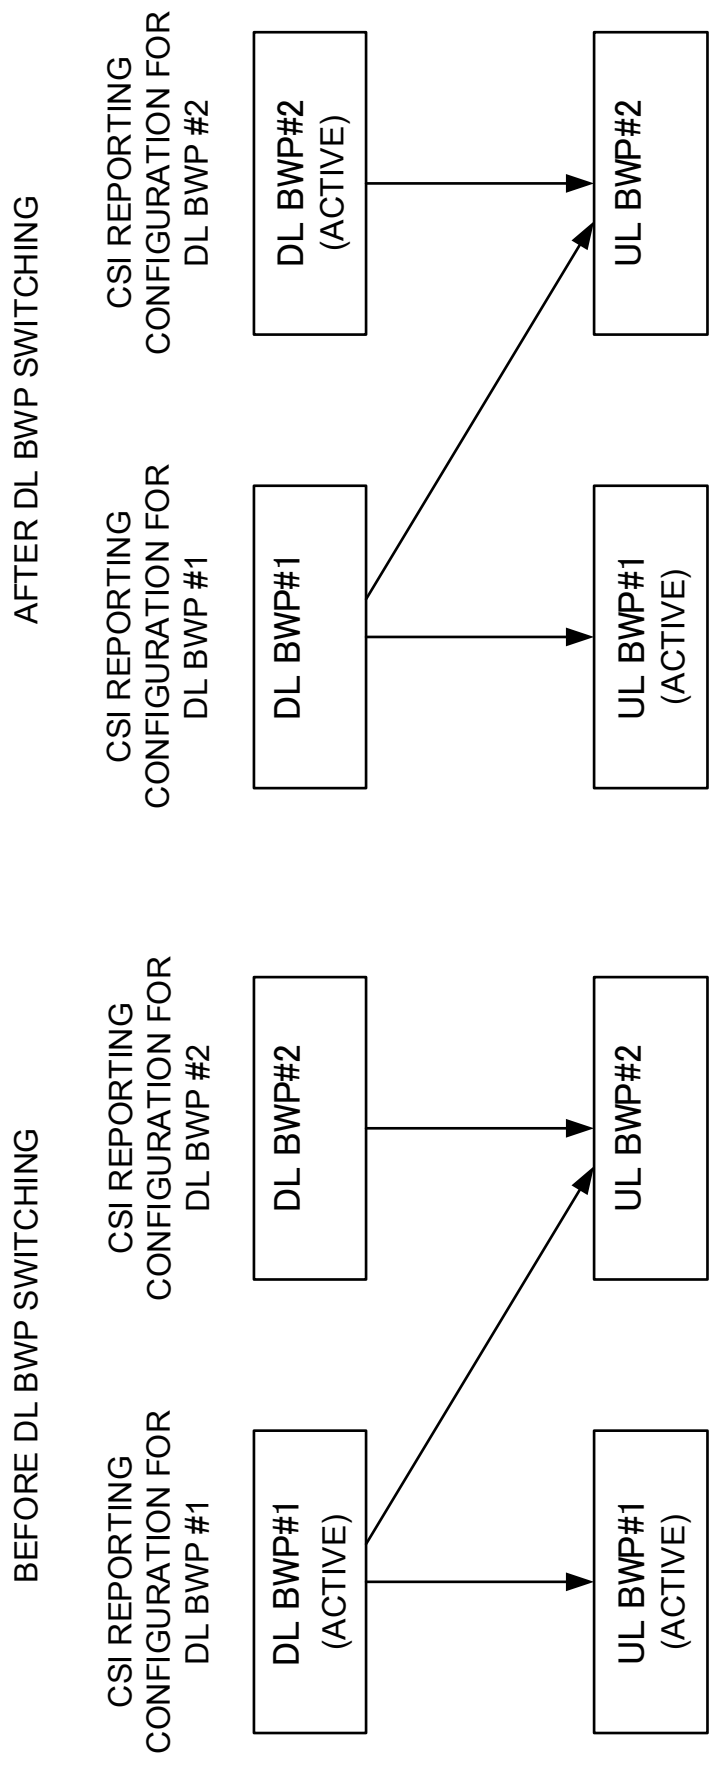 BEFORE DL BWP SWITCHING
CSI REPORTING
CONFIGURATION FOR
DL BWP #1
CSI REPORTING
CONFIGURATION FOR
DL BWP #2
DL BWP#1
(ACTIVE)
DL BWP#2
UL BWP#1
(ACTIVE)
UL BWP#2
AFTER DL BWP SWITCHING
CSI REPORTING
CONFIGURATION FOR
DL BWP #1
CSI REPORTING
CONFIGURATION FOR
DL BWP #2
DL BWP#1
DL BWP#2
(ACTIVE)
UL BWP#1
(ACTIVE)
UL BWP#2